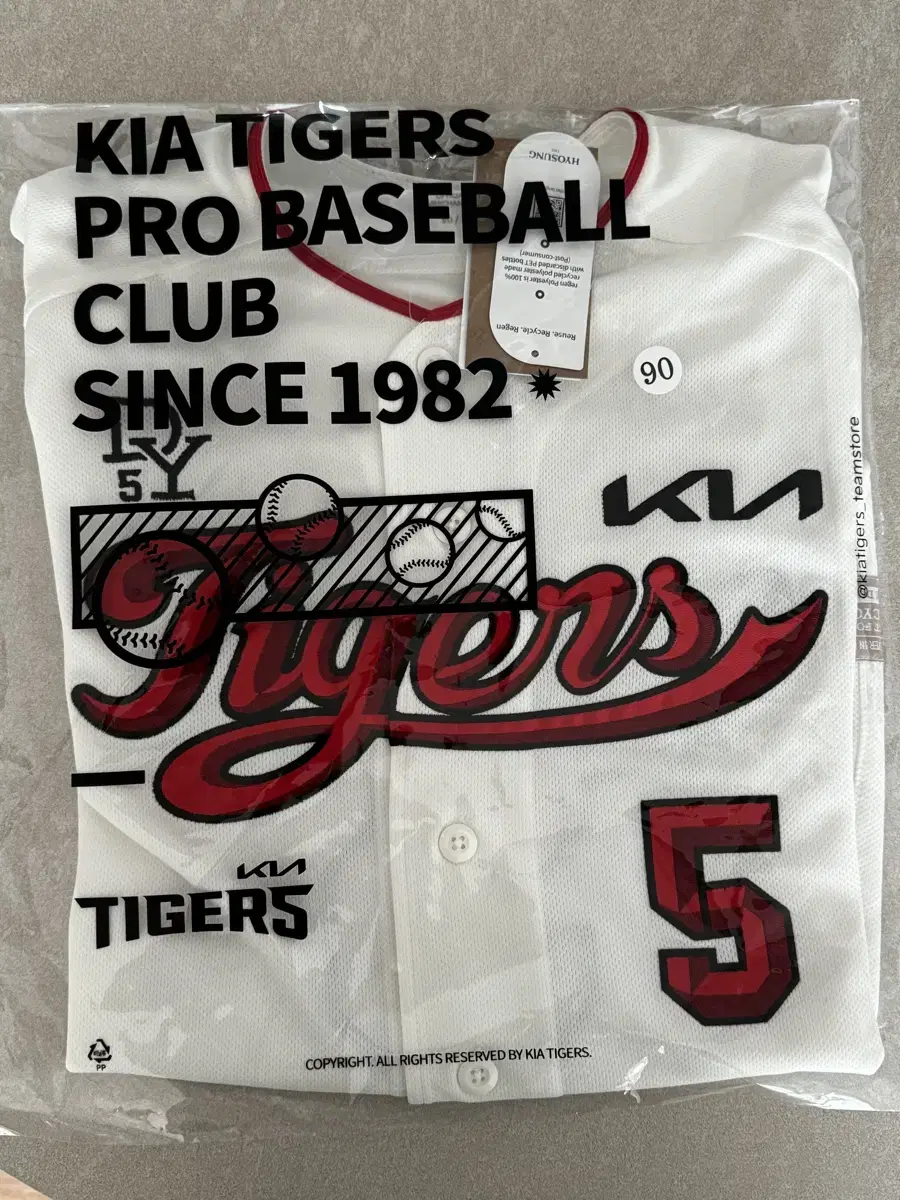 KIA TIGERS
PRO BASEBALL
CLUB
SINCE 1982
HYOSUNG
regen Polyester is 100%
recycled polyester made
with discarded PET bottles
(Post-consumer)
Reuse. Recycle. Regen
90
DY
5
KIA
@kiatigers_teamstore
Tigers
5
KIA
TIGERS
PP
COPYRIGHT. ALL RIGHTS RESERVED BY KIA TIGERS.